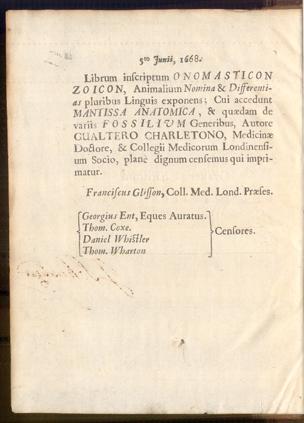 5to Junii, 1668.
Librum inscriptum ONOMASTICON
ZOICON, Animalium Nomina & Differenti-
as pluribus Linguis exponens; Cui accedunt
MANTISSA ANATOMICA, & quædam de
variis FOSSILIUM Generibus, Autore
GUALTERO CHARLETONO, Medicinæ
Doctore, & Collegii Medicorum Londinensi-
um Socio, planè dignum censemus qui impri-
matur.
Franciscus Glisson, Coll. Med. Lond. Præses.
Georgius Ent, Eques Auratus.
Thom. Coxe.
Daniel Whistler
Thom. Wharton
Censores.